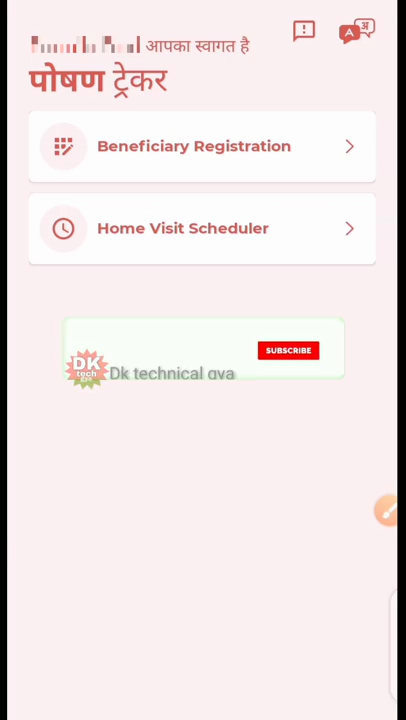 आपका स्वागत है
पोषण ट्रेकर
Beneficiary Registration
Home Visit Scheduler
SUBSCRIBE
DK
tech
Dk technical gya